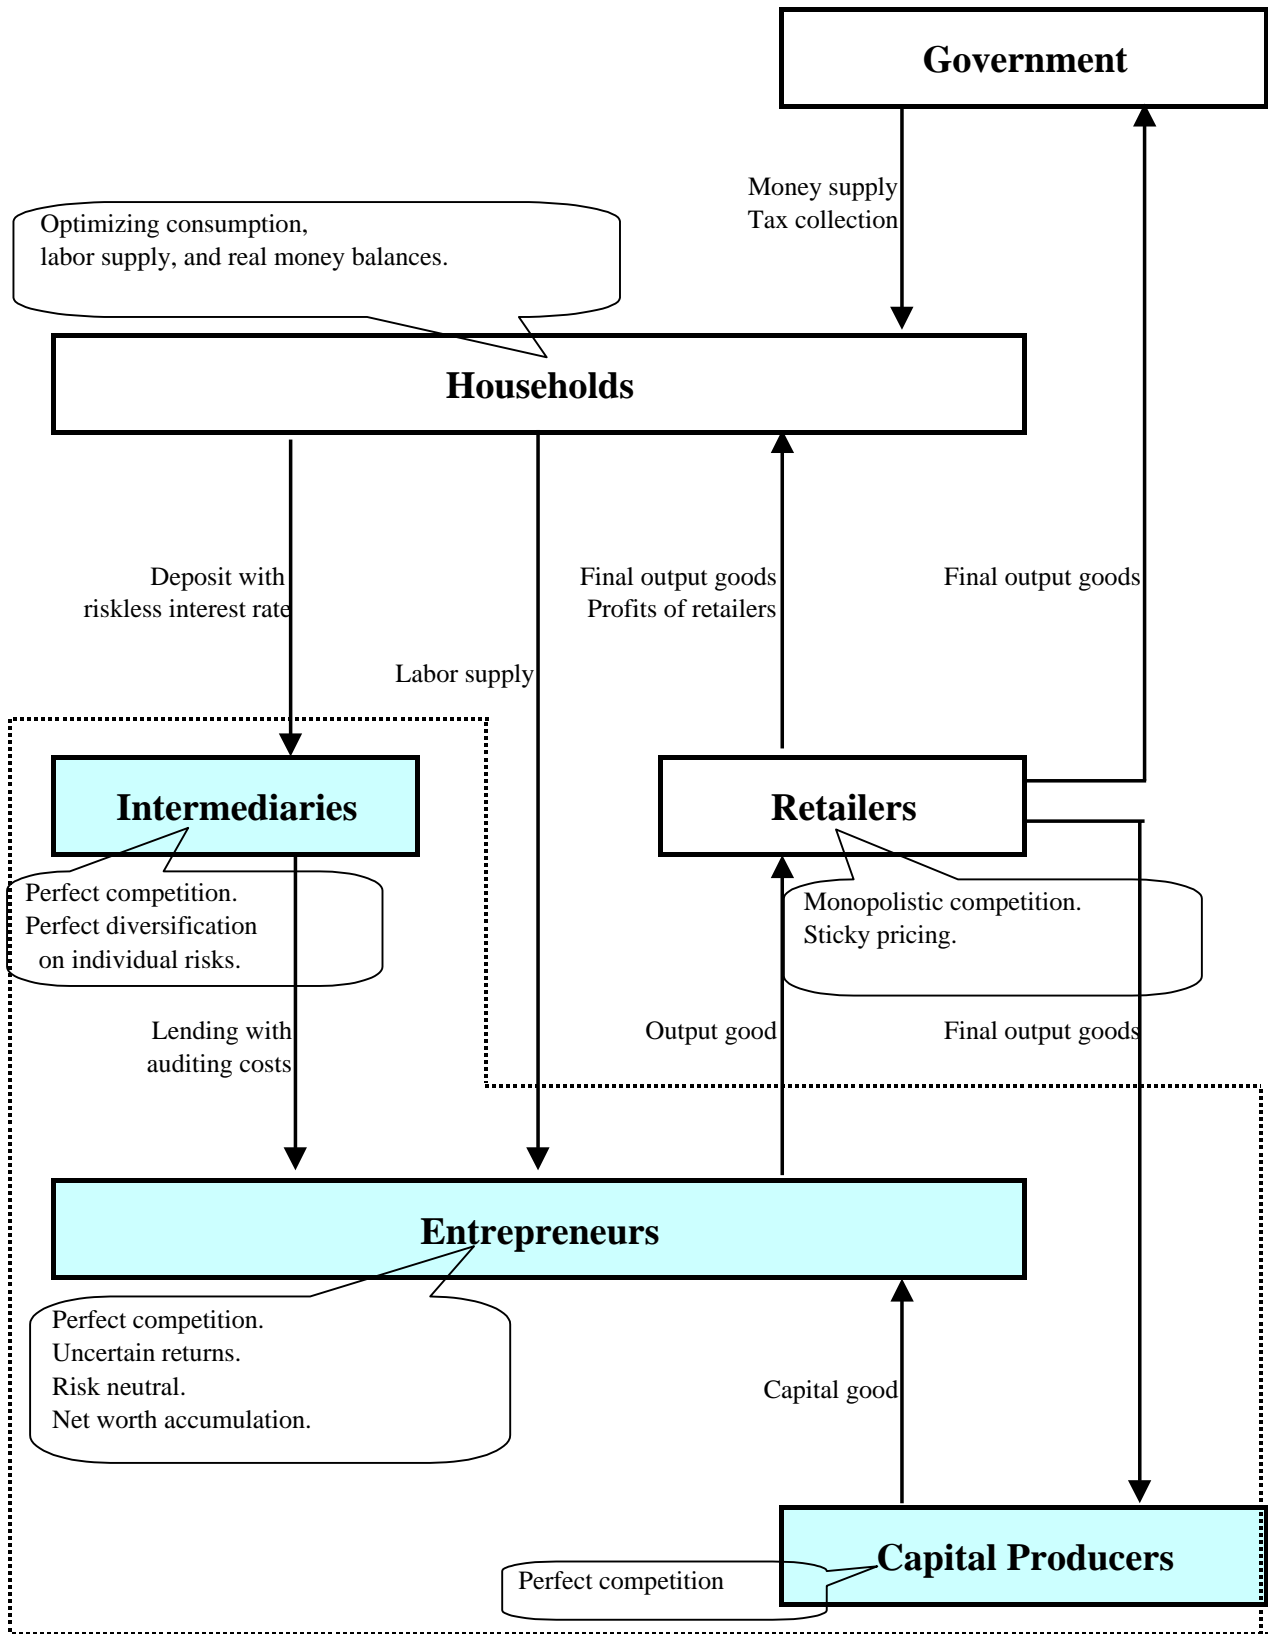 Government
Money supply
Tax collection
Optimizing consumption,
labor supply, and real money balances.
Households
Deposit with
riskless interest rate
Final output goods
Profits of retailers
Final output goods
Labor supply
Intermediaries
Retailers
Perfect competition.
Perfect diversification
on individual risks.
Monopolistic competition.
Sticky pricing.
Lending with
auditing costs
Output good
Final output goods
Entrepreneurs
Perfect competition.
Uncertain returns.
Risk neutral.
Net worth accumulation.
Capital good
Capital Producers
Perfect competition